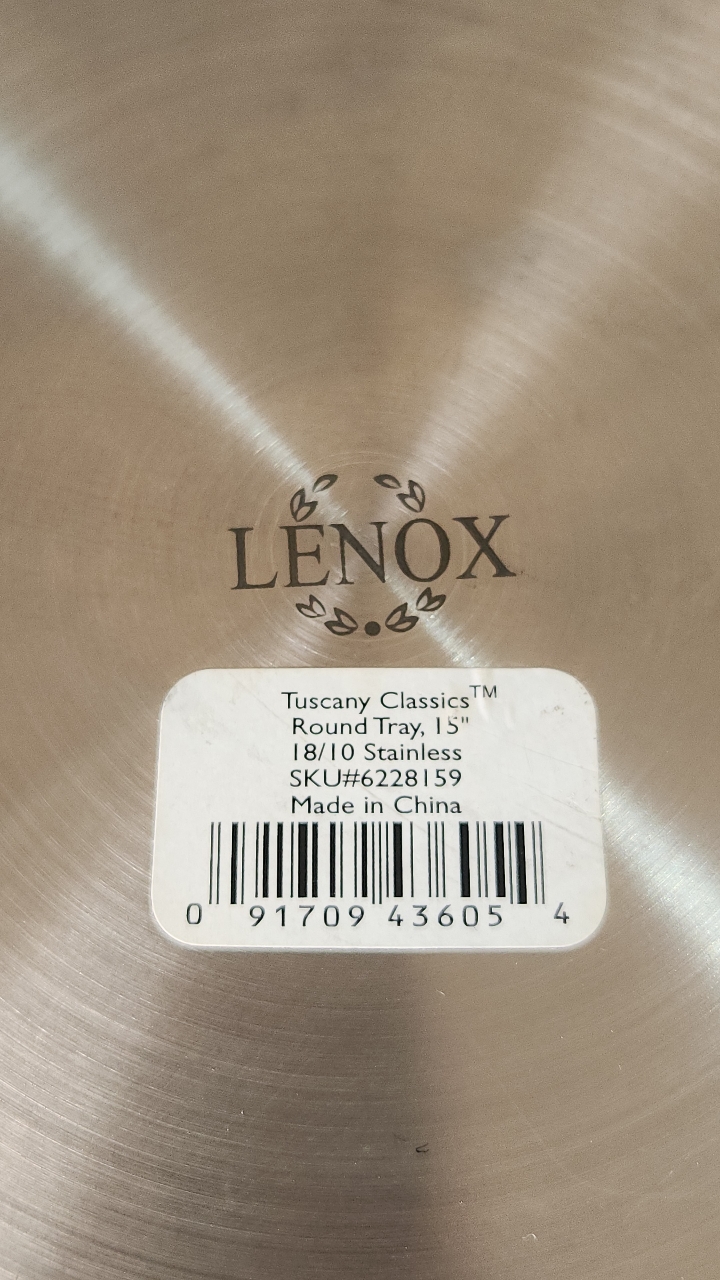 LENOX
Tuscany Classics™
Round Tray, 15"
18/10 Stainless
SKU#6228159
Made in China
0 91709 43605 4